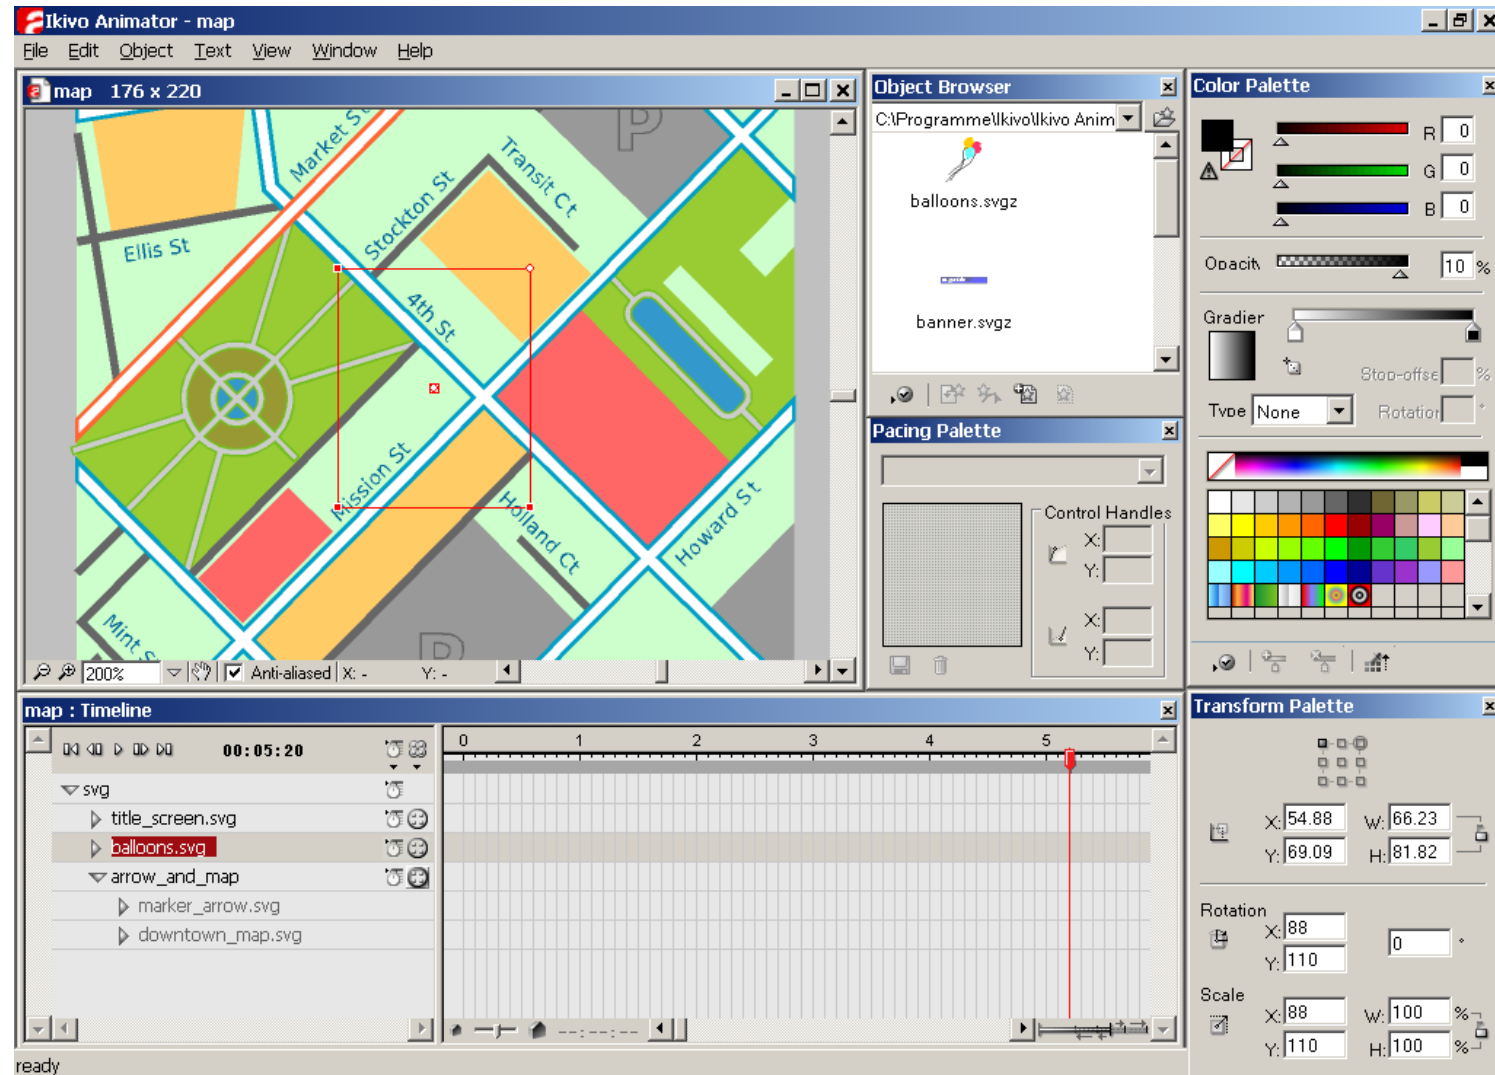 Ikivo Animator - map
File Edit Object Text View Window Help
map 176 x 220
Market St
Transit Ct
Stockton St
Ellis St
4th St
Mission St
Holland Ct
Howard St
Mint S
P
200% Anti-aliased X: - Y: -
Object Browser
C:\Programme\Ikivo\Ikivo Anim
balloons.svgz
banner.svgz
Pacing Palette
Control Handles
X:
Y:
X:
Y:
Color Palette
R 0
G 0
B 0
Opacity 10 %
Gradier
Stop-offse %
Type None Rotation °
map : Timeline
00:05:20
0 1 2 3 4 5
svg
title_screen.svg
balloons.svg
arrow_and_map
marker_arrow.svg
downtown_map.svg
--:--:--
Transform Palette
X: 54.88 W: 66.23
Y: 69.09 H: 81.82
Rotation
X: 88
0 °
Y: 110
Scale
X: 88 W: 100 %
Y: 110 H: 100 %
ready